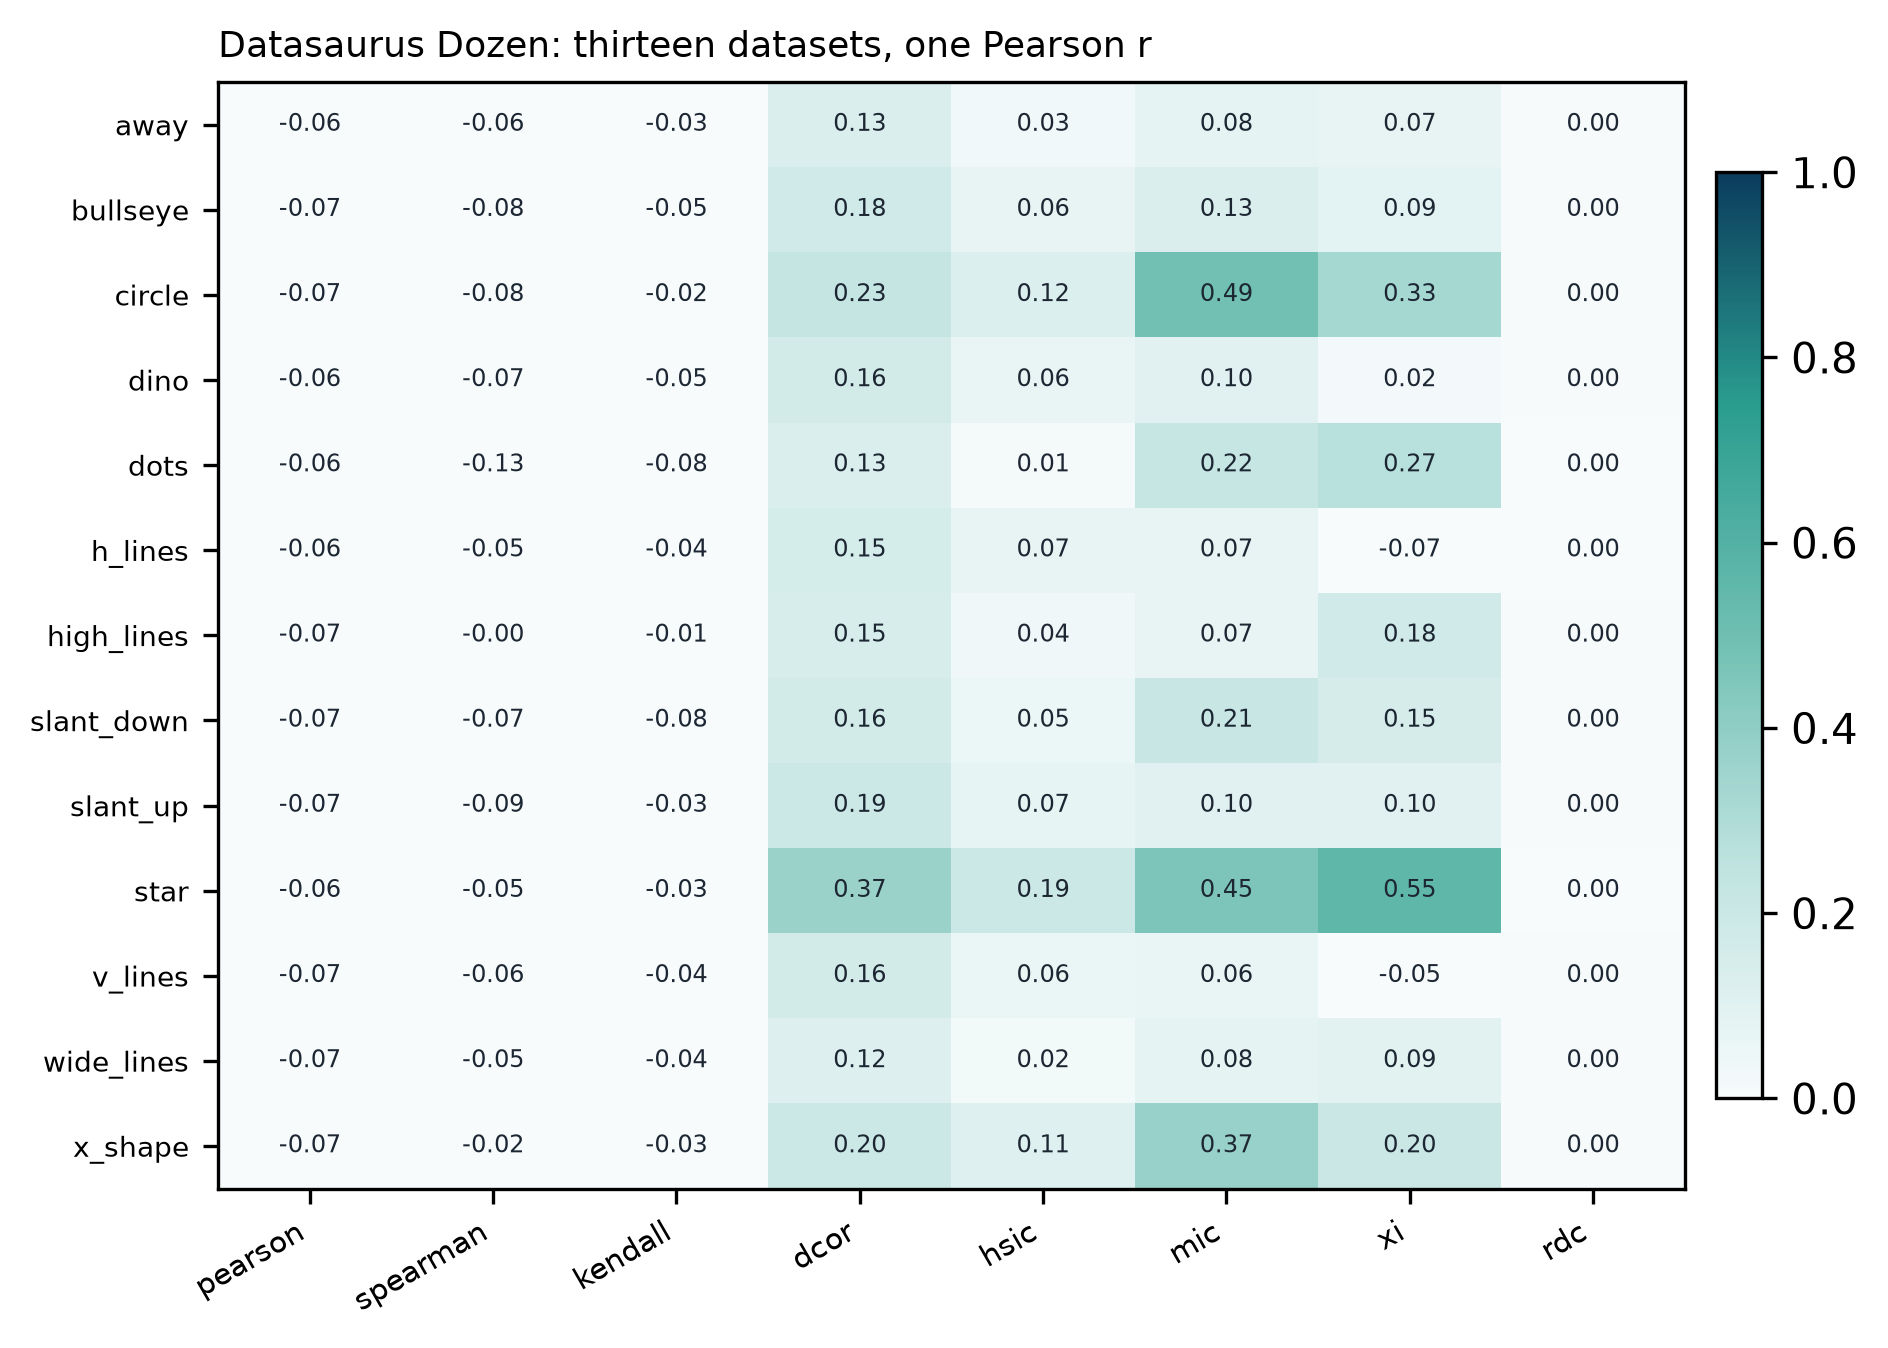 Datasaurus Dozen: thirteen datasets, one Pearson r
away -0.06 -0.06 -0.03 0.13 0.03 0.08 0.07 0.00
bullseye -0.07 -0.08 -0.05 0.18 0.06 0.13 0.09 0.00
circle -0.07 -0.08 -0.02 0.23 0.12 0.49 0.33 0.00
dino -0.06 -0.07 -0.05 0.16 0.06 0.10 0.02 0.00
dots -0.06 -0.13 -0.08 0.13 0.01 0.22 0.27 0.00
h_lines -0.06 -0.05 -0.04 0.15 0.07 0.07 -0.07 0.00
high_lines -0.07 -0.00 -0.01 0.15 0.04 0.07 0.18 0.00
slant_down -0.07 -0.07 -0.08 0.16 0.05 0.21 0.15 0.00
slant_up -0.07 -0.09 -0.03 0.19 0.07 0.10 0.10 0.00
star -0.06 -0.05 -0.03 0.37 0.19 0.45 0.55 0.00
v_lines -0.07 -0.06 -0.04 0.16 0.06 0.06 -0.05 0.00
wide_lines -0.07 -0.05 -0.04 0.12 0.02 0.08 0.09 0.00
x_shape -0.07 -0.02 -0.03 0.20 0.11 0.37 0.20 0.00
pearson spearman kendall dcor hsic mic xi rdc
1.0
0.8
0.6
0.4
0.2
0.0